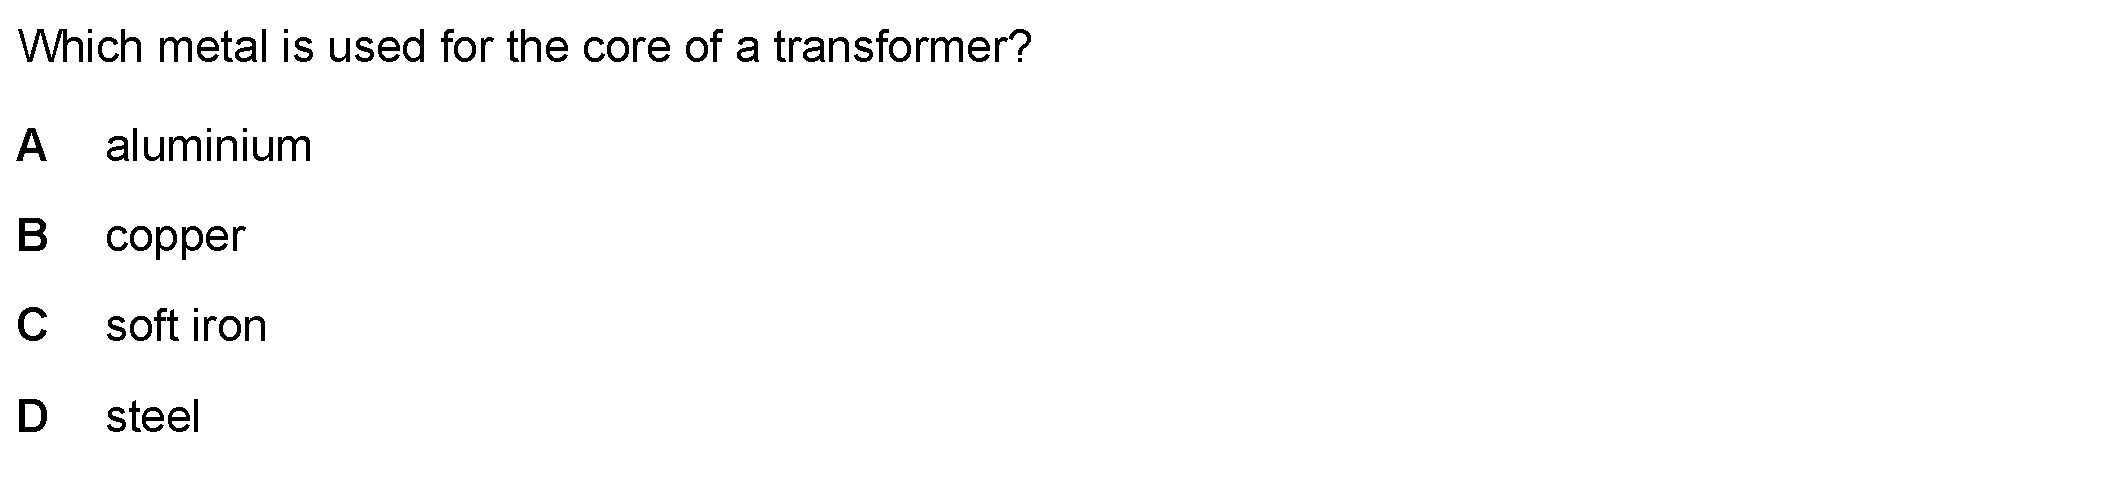 Which metal is used for the core of a transformer?
A aluminium
B copper
C soft iron
D steel